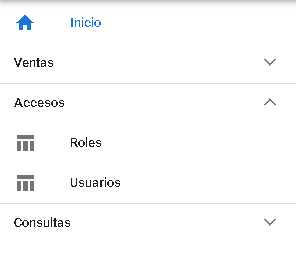 Inicio
Ventas
Accesos
Roles
Usuarios
Consultas